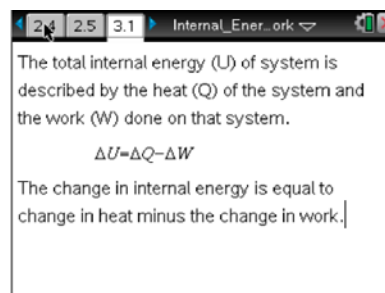 2.4 2.5 3.1 Internal_Ener...ork
The total internal energy (U) of system is
described by the heat (Q) of the system and
the work (W) done on that system.
ΔU=ΔQ-ΔW
The change in internal energy is equal to
change in heat minus the change in work.